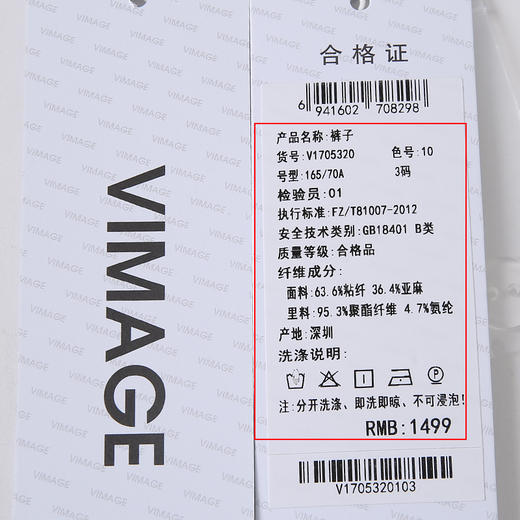 VIMAGE
合格证
6 941602 708298
产品名称:裤子
货号:V1705320 色号:10
号型:165/70A 3码
检验员:01
执行标准:FZ/T81007-2012
安全技术类别:GB18401 B类
质量等级:合格品
纤维成分:
面料:63.6%粘纤 36.4%亚麻
里料:95.3%聚酯纤维 4.7%氨纶
产地:深圳
洗涤说明:
注:分开洗涤、即洗即晾、不可浸泡!
RMB:1499
V1705320103